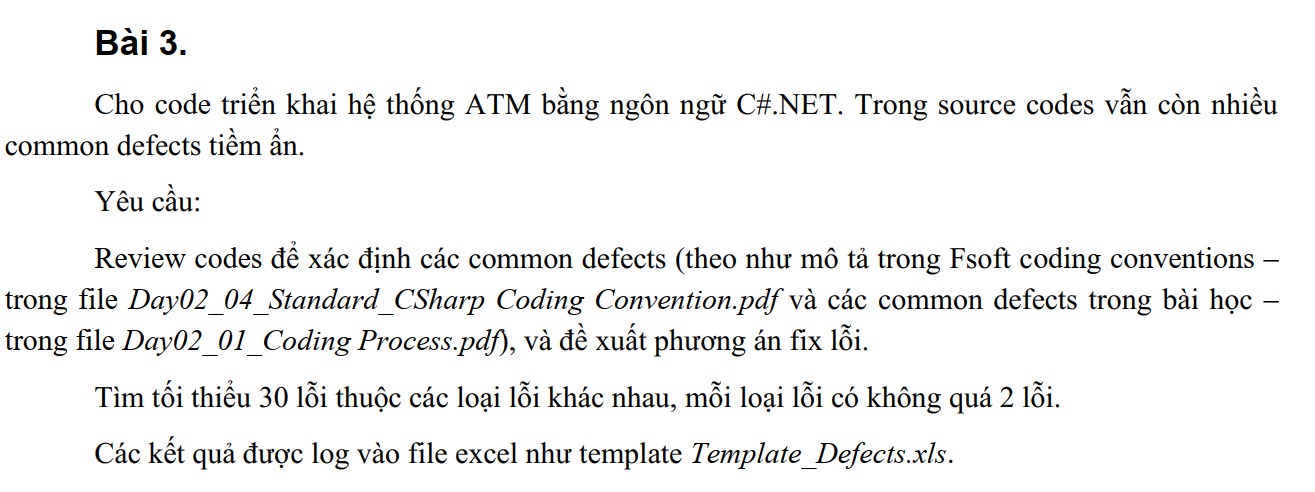 Bài 3.
Cho code triển khai hệ thống ATM bằng ngôn ngữ C#.NET. Trong source codes vẫn còn nhiều
common defects tiềm ẩn.
Yêu cầu:
Review codes để xác định các common defects (theo như mô tả trong Fsoft coding conventions –
trong file Day02_04_Standard_CSharp Coding Convention.pdf và các common defects trong bài học –
trong file Day02_01_Coding Process.pdf), và đề xuất phương án fix lỗi.
Tìm tối thiểu 30 lỗi thuộc các loại lỗi khác nhau, mỗi loại lỗi có không quá 2 lỗi.
Các kết quả được log vào file excel như template Template_Defects.xls.